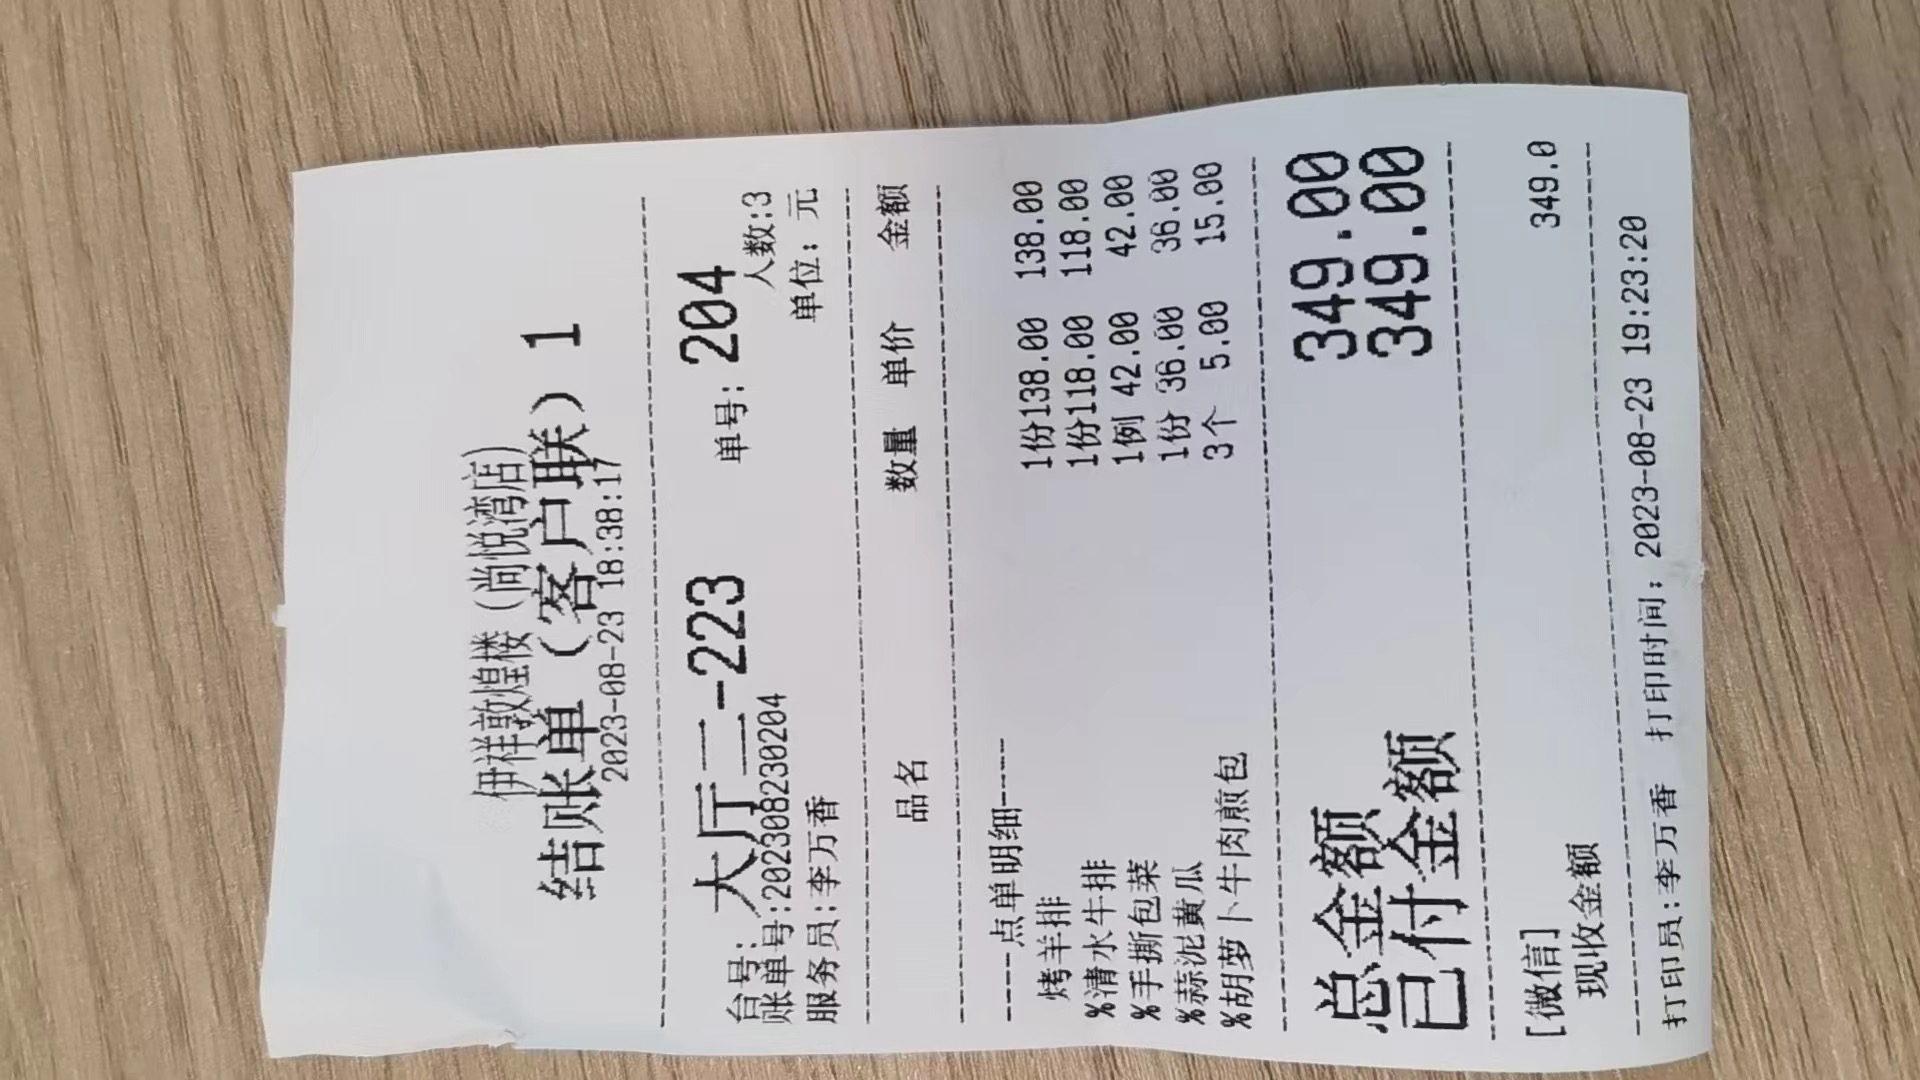 伊祥敦煌楼(尚悦湾店)
结账单(客户联)1
2023-08-23 18:38:17
台号: 大厅二-223 单号: 204
账单号:20230823​0204 人数:3
服务员:李万香 单位: 元
品名 数量 单价 金额
----点单明细----
烤羊排 1份138.00 138.00
%清水牛排 1份118.00 118.00
%手撕包菜 1例 42.00 42.00
%蒜泥黄瓜 1份 36.00 36.00
%胡萝卜牛肉煎包 3个 5.00 15.00
总金额 349.00
已付金额 349.00
[微信]
现收金额 349.0
打印员:李万香 打印时间: 2023-08-23 19:23:20